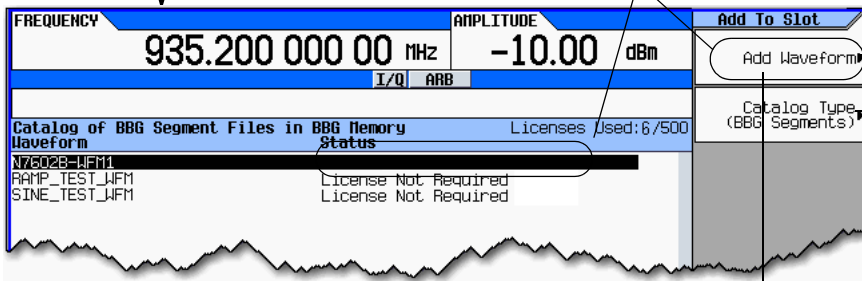 FREQUENCY
AMPLITUDE
Add To Slot
935.200 000 00 MHz
-10.00 dBm
Add Waveform
I/Q ARB
Catalog Type
(BBG Segments)
Catalog of BBG Segment Files in BBG Memory
Licenses Used:6/500
Waveform
Status
N7602B-WFM1
RAMP_TEST_WFM License Not Required
SINE_TEST_WFM License Not Required